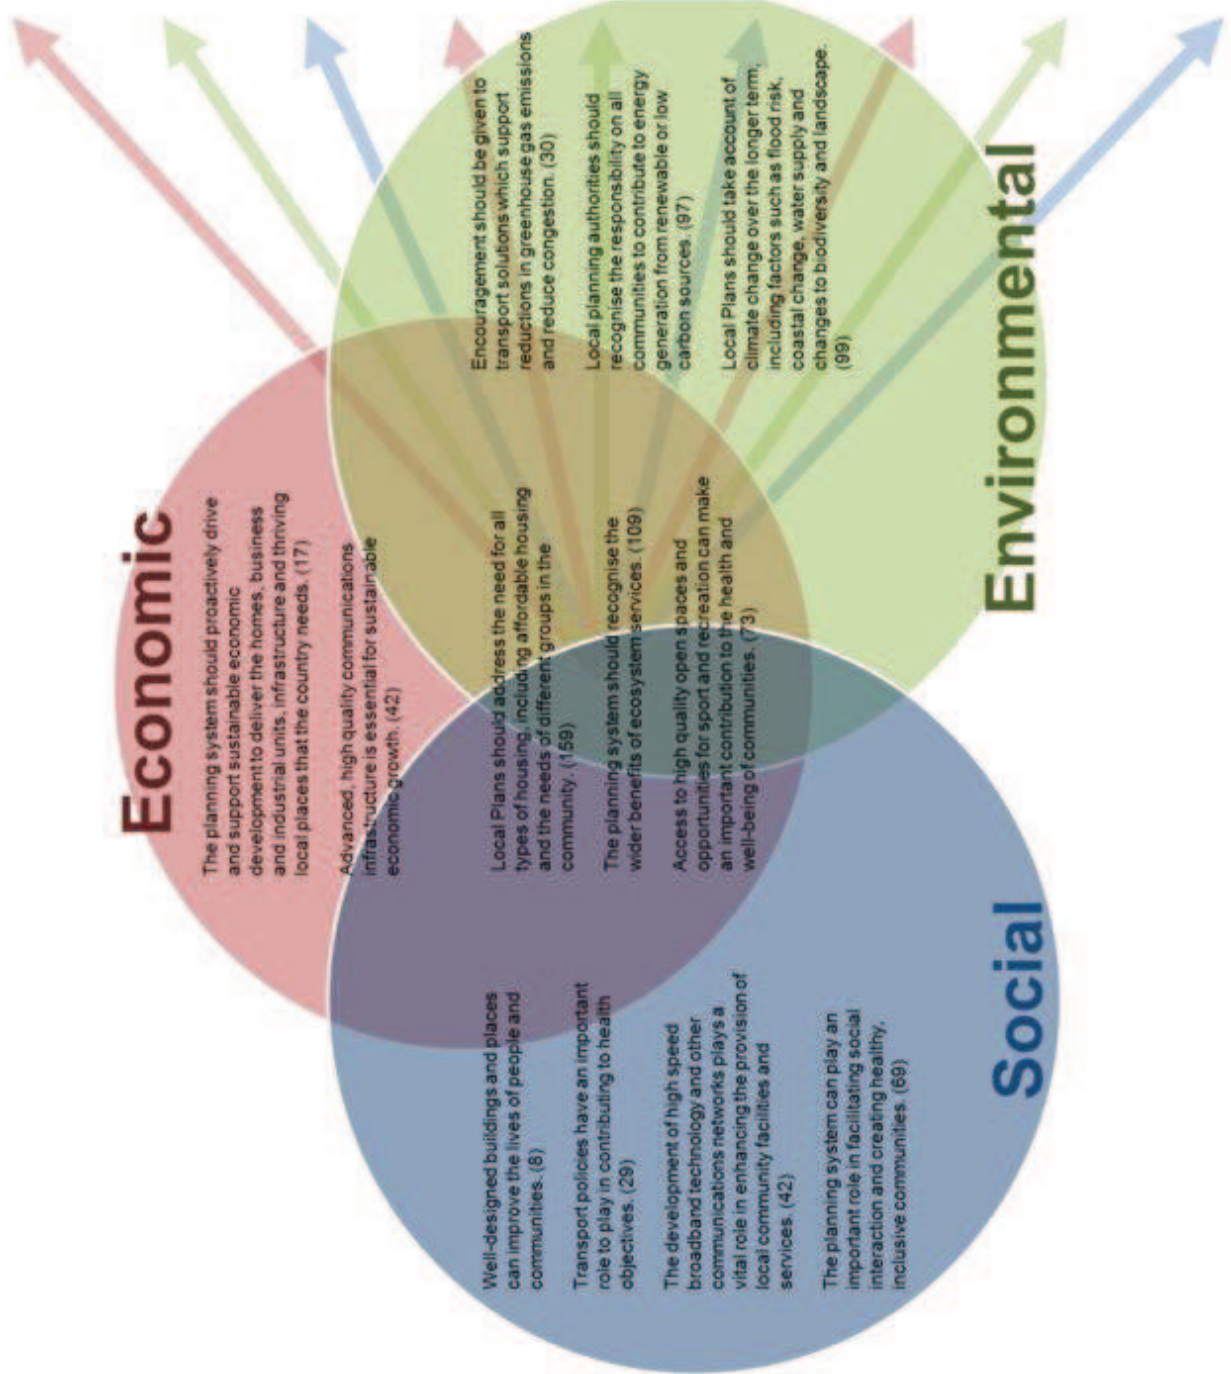 Economic
The planning system should proactively drive
and support sustainable economic
development to deliver the homes, business
and industrial units, infrastructure and thriving
local places that the country needs. (17)
Advanced, high quality communications
infrastructure is essential for sustainable
economic growth. (42)
Well-designed buildings and places
can improve the lives of people and
communities. (8)
Transport policies have an important
role to play in contributing to health
objectives. (29)
The development of high speed
broadband technology and other
communications networks plays a
vital role in enhancing the provision of
local community facilities and
services. (42)
The planning system can play an
important role in facilitating social
interaction and creating healthy,
inclusive communities. (69)
Local Plans should address the need for all
types of housing, including affordable housing
and the needs of different groups in the
community. (159)
The planning system should recognise the
wider benefits of ecosystem services. (109)
Access to high quality open spaces and
opportunities for sport and recreation can make
an important contribution to the health and
well-being of communities. (73)
Encouragement should be given to
transport solutions which support
reductions in greenhouse gas emissions
and reduce congestion. (30)
Local planning authorities should
recognise the responsibility on all
communities to contribute to energy
generation from renewable or low
carbon sources. (97)
Local Plans should take account of
climate change over the longer term,
including factors such as flood risk,
coastal change, water supply and
changes to biodiversity and landscape.
(99)
Social
Environmental